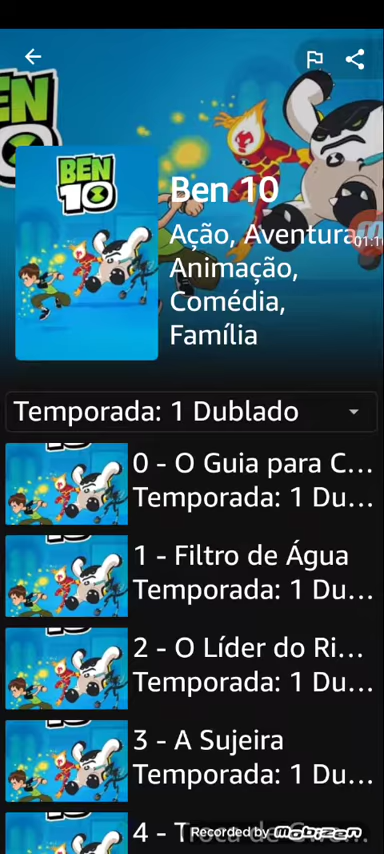 BEN
10
Ben 10
Ação, Aventura,
Animação,
Comédia,
Família
Temporada: 1 Dublado
0 - O Guia para C...
Temporada: 1 Du...
1 - Filtro de Água
Temporada: 1 Du...
2 - O Líder do Ri...
Temporada: 1 Du...
3 - A Sujeira
Temporada: 1 Du...
4 - Troca de
Recorded by mobizen